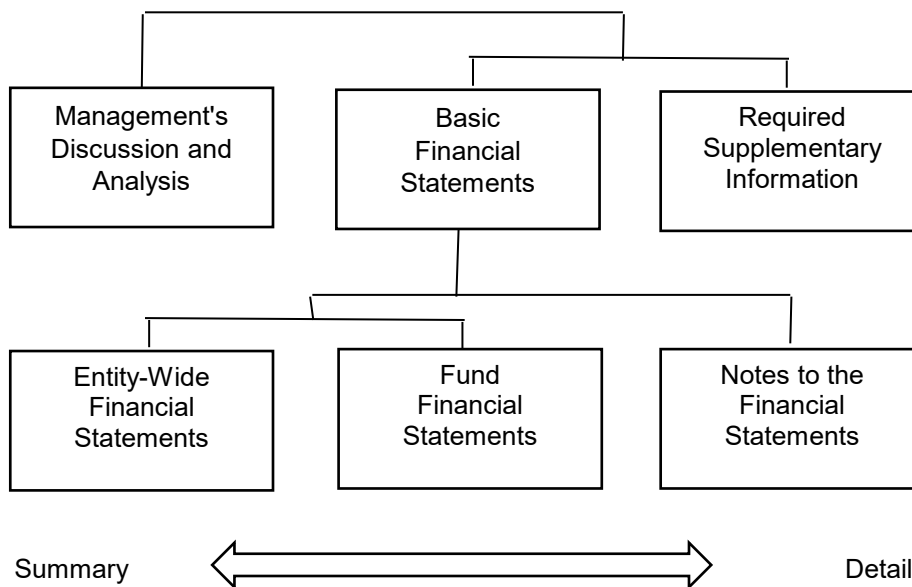 Management's
Discussion and
Analysis
Basic
Financial
Statements
Required
Supplementary
Information
Entity-Wide
Financial
Statements
Fund
Financial
Statements
Notes to the
Financial
Statements
Summary
Detail